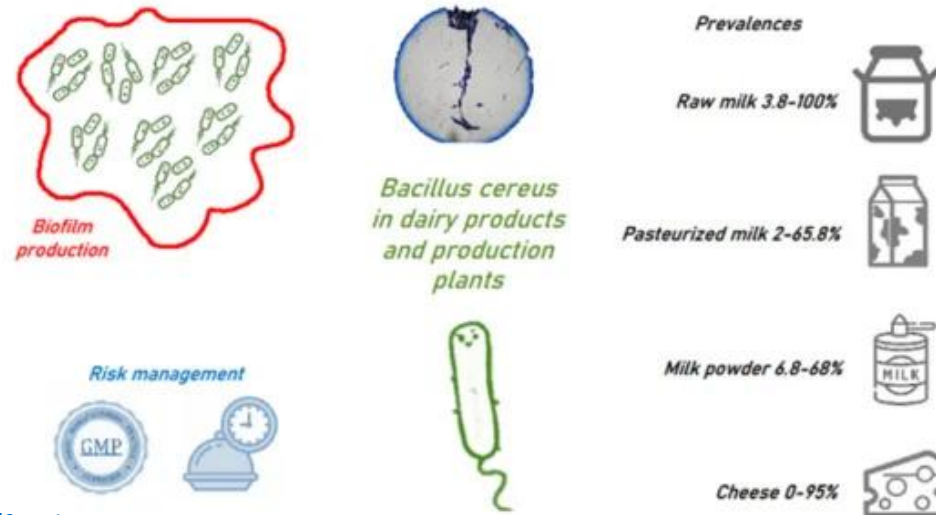 Prevalences
Raw milk 3.8-100%
Biofilm
production
Bacillus cereus
in dairy products
and production
plants
Pasteurized milk 2-65.8%
Risk management
GMP
Milk powder 6.8-68%
MILK
Cheese 0-95%